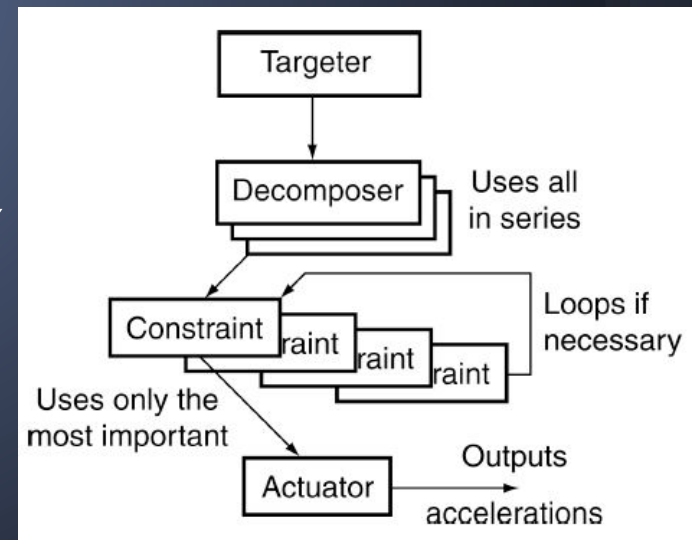 Targeter
Decomposer
Uses all
in series
Constraint
raint
raint
raint
Loops if
necessary
Uses only the
most important
Actuator
Outputs
accelerations